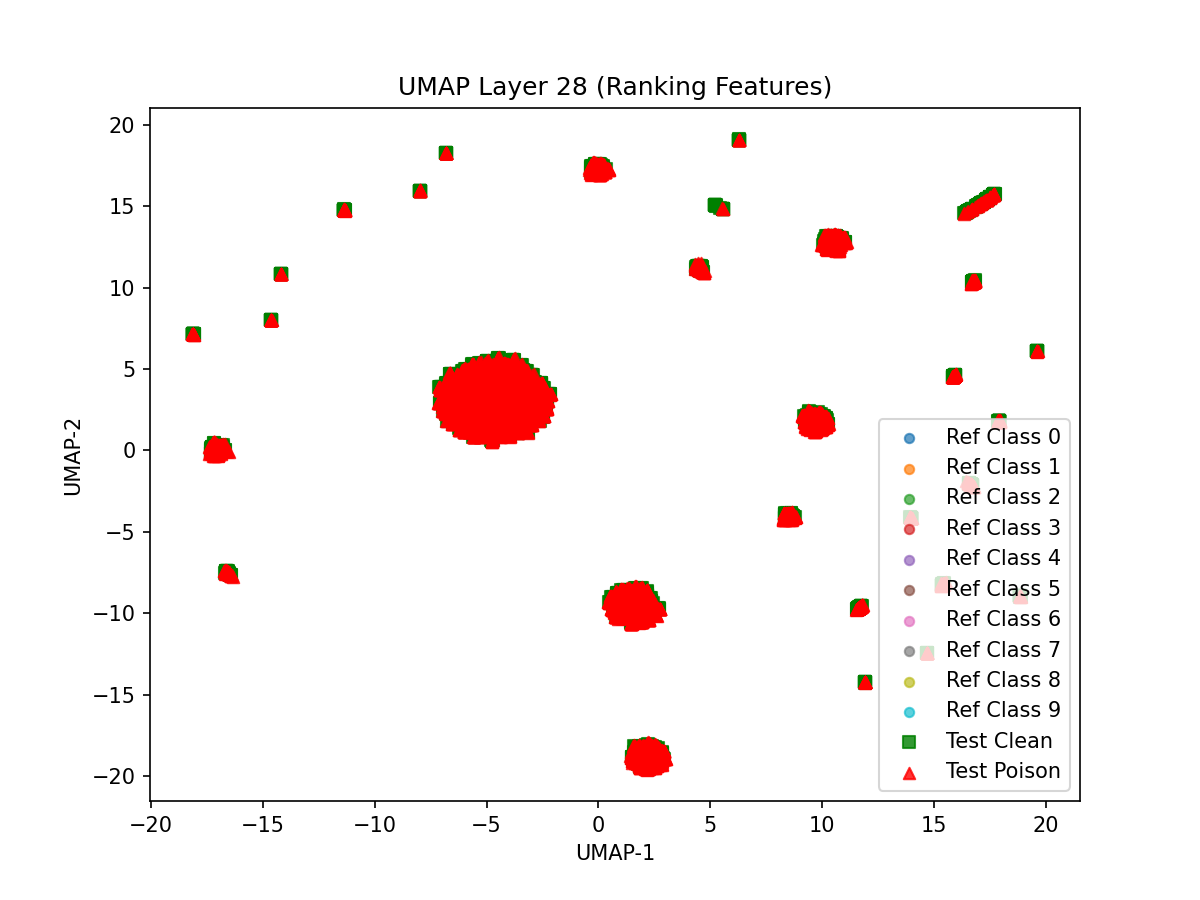 UMAP Layer 28 (Ranking Features)
20
15
10
5
0
−5
−10
−15
−20
UMAP-2
−20 −15 −10 −5 0 5 10 15 20
UMAP-1
Ref Class 0
Ref Class 1
Ref Class 2
Ref Class 3
Ref Class 4
Ref Class 5
Ref Class 6
Ref Class 7
Ref Class 8
Ref Class 9
Test Clean
Test Poison